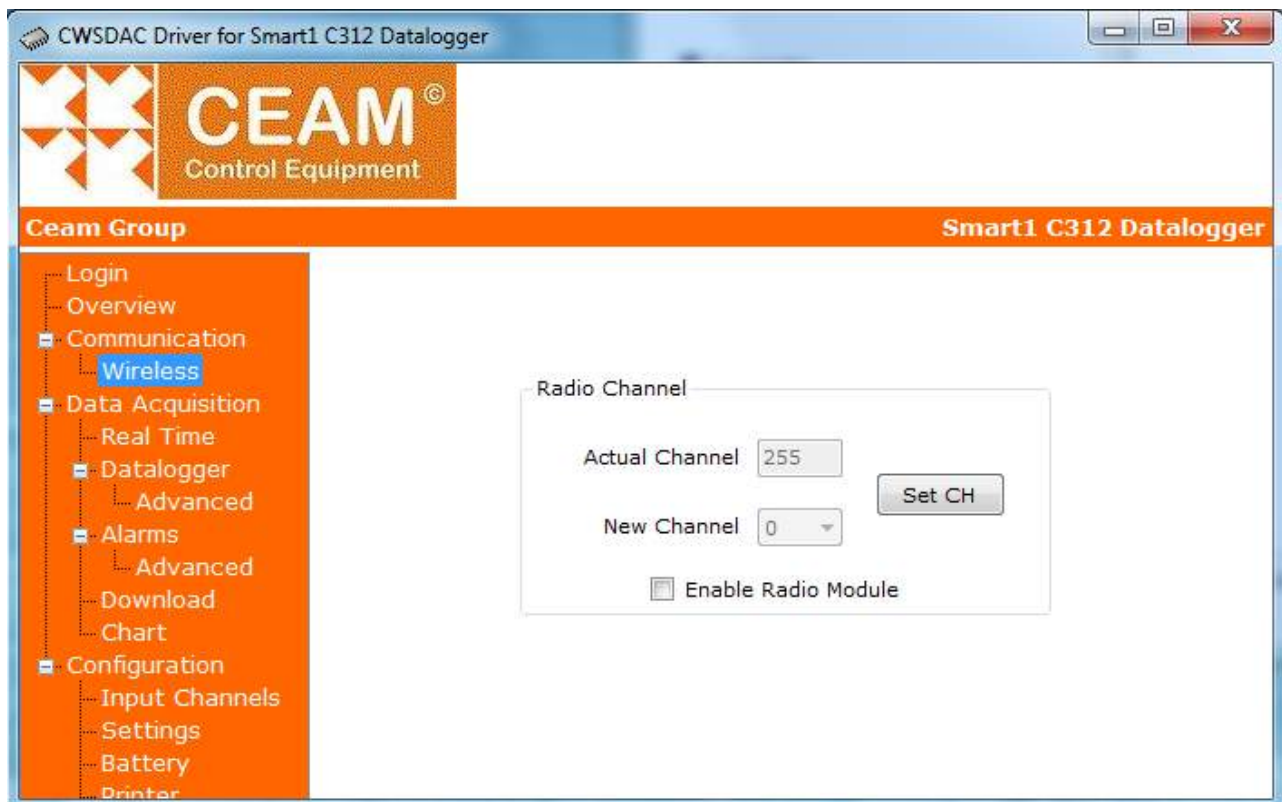 CWSDAC Driver for Smart1 C312 Datalogger
CEAM©
Control Equipment
Ceam Group
Smart1 C312 Datalogger
Login
Overview
Communication
Wireless
Data Acquisition
Real Time
Datalogger
Advanced
Alarms
Advanced
Download
Chart
Configuration
Input Channels
Settings
Battery
Printer
Radio Channel
Actual Channel 255
Set CH
New Channel 0
Enable Radio Module